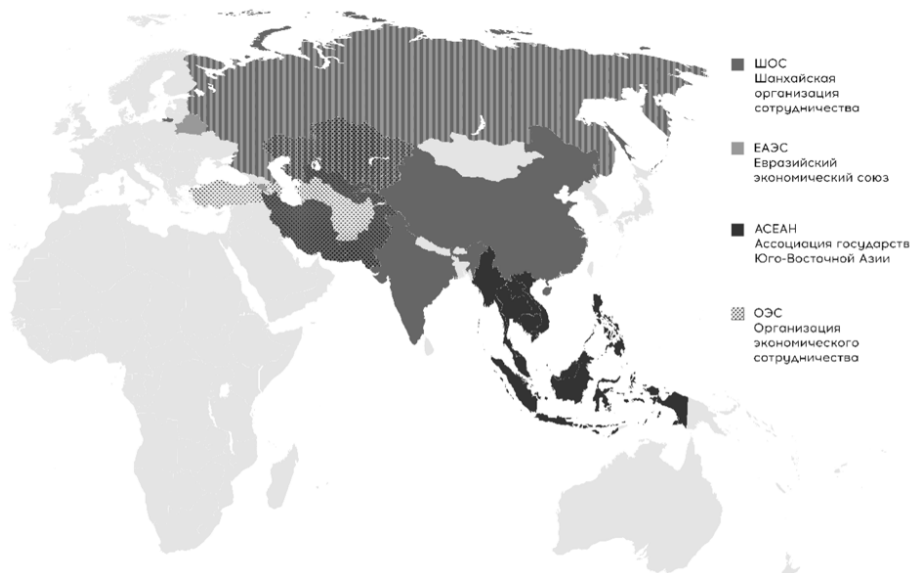 ШОС
Шанхайская
организация
сотрудничества
ЕАЭС
Евразийский
экономический союз
АСЕАН
Ассоциация государств
Юго-Восточной Азии
ОЭС
Организация
экономического
сотрудничества